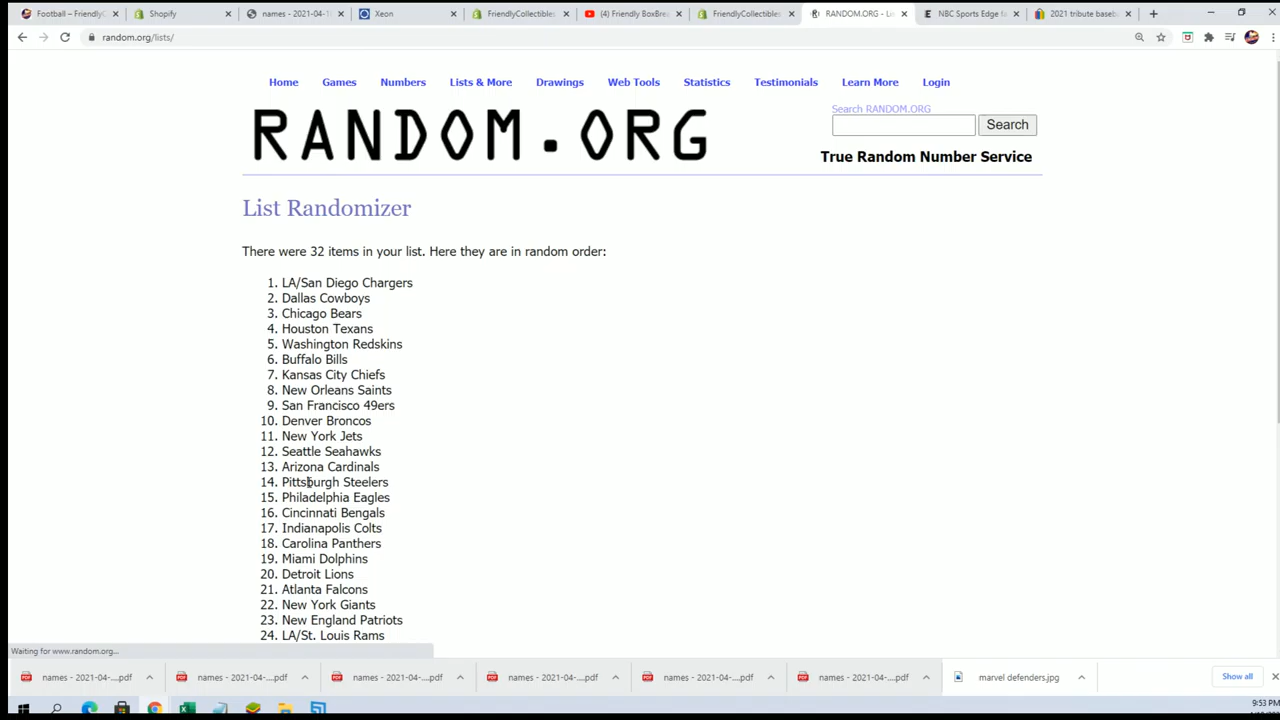 Football – FriendlyC
Shopify
names - 2021-04-1
Xeon
FriendlyCollectibles
(4) Friendly BoxBrea
FriendlyCollectibles
RANDOM.ORG - Li
NBC Sports Edge fa
2021 tribute baseb
random.org/lists/
Home Games Numbers Lists & More Drawings Web Tools Statistics Testimonials Learn More Login
RANDOM.ORG
Search RANDOM.ORG
Search
True Random Number Service
List Randomizer
There were 32 items in your list. Here they are in random order:
1. LA/San Diego Chargers
2. Dallas Cowboys
3. Chicago Bears
4. Houston Texans
5. Washington Redskins
6. Buffalo Bills
7. Kansas City Chiefs
8. New Orleans Saints
9. San Francisco 49ers
10. Denver Broncos
11. New York Jets
12. Seattle Seahawks
13. Arizona Cardinals
14. Pittsburgh Steelers
15. Philadelphia Eagles
16. Cincinnati Bengals
17. Indianapolis Colts
18. Carolina Panthers
19. Miami Dolphins
20. Detroit Lions
21. Atlanta Falcons
22. New York Giants
23. New England Patriots
24. LA/St. Louis Rams
Waiting for www.random.org...
names - 2021-04-....pdf
names - 2021-04-....pdf
names - 2021-04-....pdf
names - 2021-04-....pdf
names - 2021-04-....pdf
names - 2021-04-....pdf
marvel defenders.jpg
Show all
9:53 PM